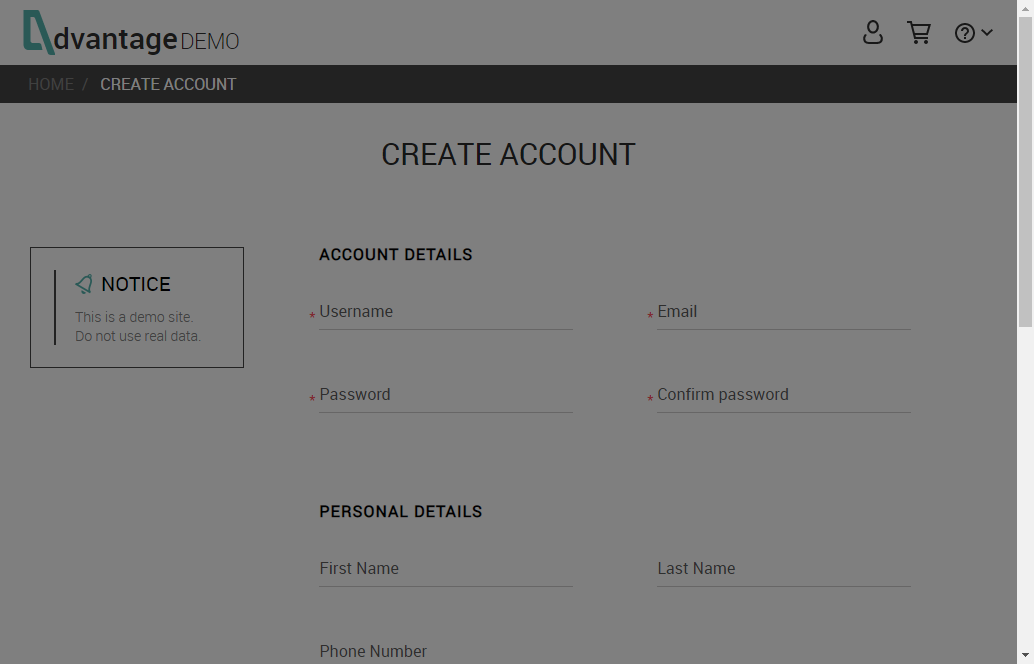 dvantage DEMO
HOME / CREATE ACCOUNT
CREATE ACCOUNT
NOTICE
This is a demo site.
Do not use real data.
ACCOUNT DETAILS
* Username
* Email
* Password
* Confirm password
PERSONAL DETAILS
First Name
Last Name
Phone Number